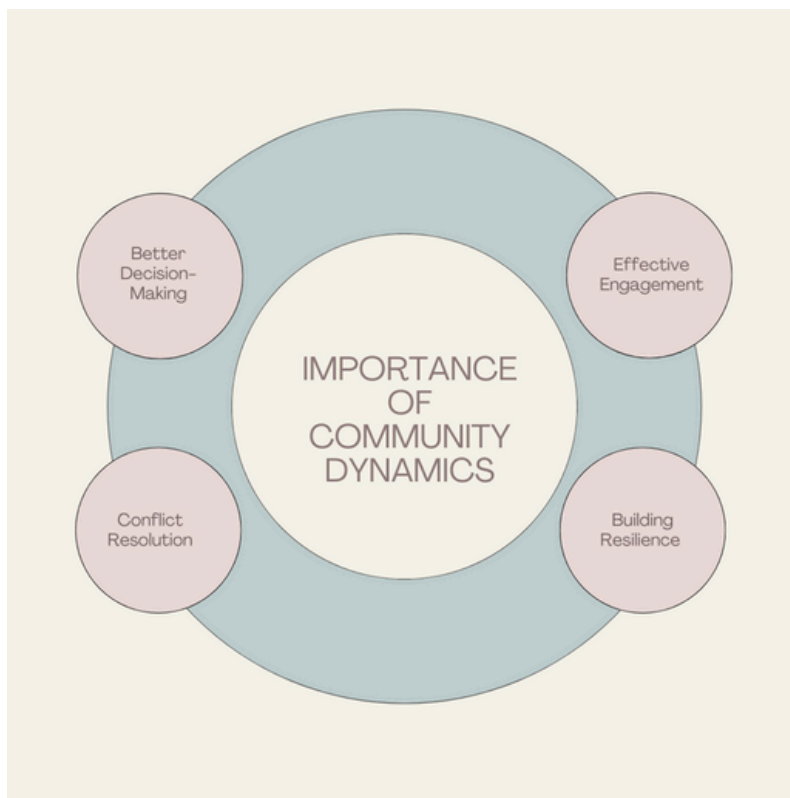 Better
Decision-
Making
Effective
Engagement
IMPORTANCE
OF
COMMUNITY
DYNAMICS
Conflict
Resolution
Building
Resilience